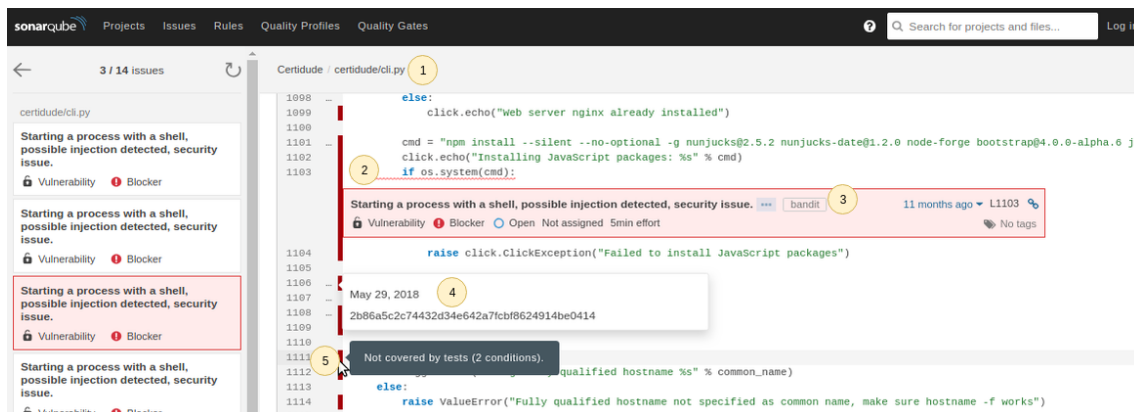 sonarqube Projects Issues Rules Quality Profiles Quality Gates ? Search for projects and files... Log i
3 / 14 issues
Certidude / certidude/cli.py 1
certidude/cli.py
Starting a process with a shell,
possible injection detected, security
issue.
Vulnerability Blocker
Starting a process with a shell,
possible injection detected, security
issue.
Vulnerability Blocker
Starting a process with a shell,
possible injection detected, security
issue.
Vulnerability Blocker
Starting a process with a shell,
possible injection detected, security
issue.
Vulnerability Blocker
1098 … else:
1099 click.echo("Web server nginx already installed")
1100
1101 … cmd = "npm install --silent --no-optional -g nunjucks@2.5.2 nunjucks-date@1.2.0 node-forge bootstrap@4.0.0-alpha.6 j
1102 click.echo("Installing JavaScript packages: %s" % cmd)
1103 2 if os.system(cmd):
Starting a process with a shell, possible injection detected, security issue. ••• bandit 3 11 months ago L1103
Vulnerability Blocker Open Not assigned 5min effort No tags
1104 raise click.ClickException("Failed to install JavaScript packages")
1105
1106 …
1107 … May 29, 2018 4
1108 … 2b86a5c2c74432d34e642a7fcbf8624914be0414
1109
1110
1111 5 Not covered by tests (2 conditions).
1112 qualified hostname %s" % common_name)
1113 else:
1114 raise ValueError("Fully qualified hostname not specified as common name, make sure hostname -f works")